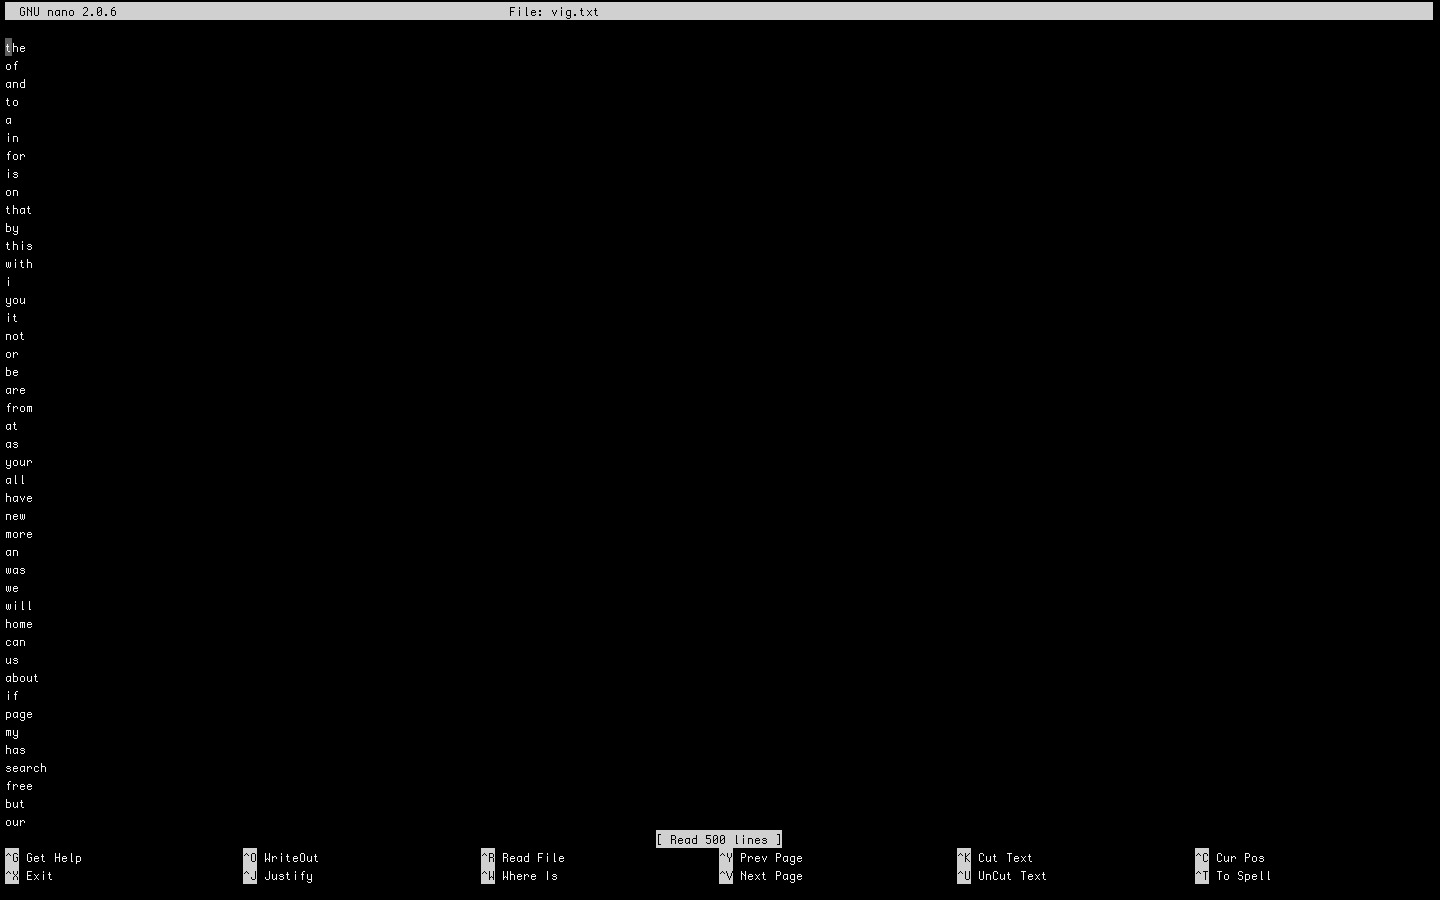 GNU nano 2.0.6 File: vig.txt
the
of
and
to
a
in
for
is
on
that
by
this
with
i
you
it
not
or
be
are
from
at
as
your
all
have
new
more
an
was
we
will
home
can
us
about
if
page
my
has
search
free
but
our
[ Read 500 lines ]
^G Get Help ^O WriteOut ^R Read File ^Y Prev Page ^K Cut Text ^C Cur Pos
^X Exit ^J Justify ^W Where Is ^V Next Page ^U UnCut Text ^T To Spell